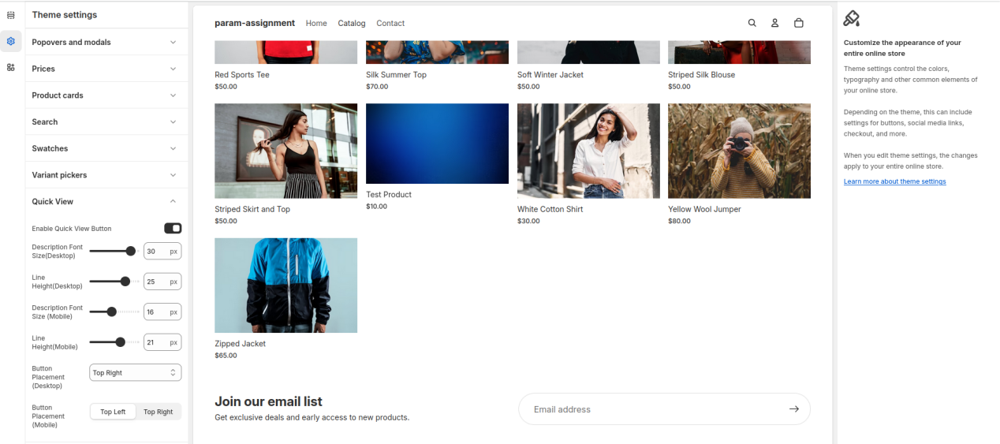 Theme settings
Popovers and modals
Prices
Product cards
Search
Swatches
Variant pickers
Quick View
Enable Quick View Button
Description Font
Size(Desktop)
30 px
Line
Height(Desktop)
25 px
Description Font
Size (Mobile)
16 px
Line
Height(Mobile)
21 px
Button
Placement
(Desktop)
Top Right
Button
Placement
(Mobile)
Top Left Top Right
param-assignment Home Catalog Contact
Red Sports Tee
$50.00
Silk Summer Top
$70.00
Soft Winter Jacket
$50.00
Striped Silk Blouse
$50.00
Striped Skirt and Top
$50.00
Test Product
$10.00
White Cotton Shirt
$30.00
Yellow Wool Jumper
$80.00
Zipped Jacket
$65.00
Join our email list
Get exclusive deals and early access to new products.
Email address
Customize the appearance of your
entire online store
Theme settings control the colors,
typography and other common elements of
your online store.
Depending on the theme, this can include
settings for buttons, social media links,
checkout, and more.
When you edit theme settings, the changes
apply to your entire online store.
Learn more about theme settings